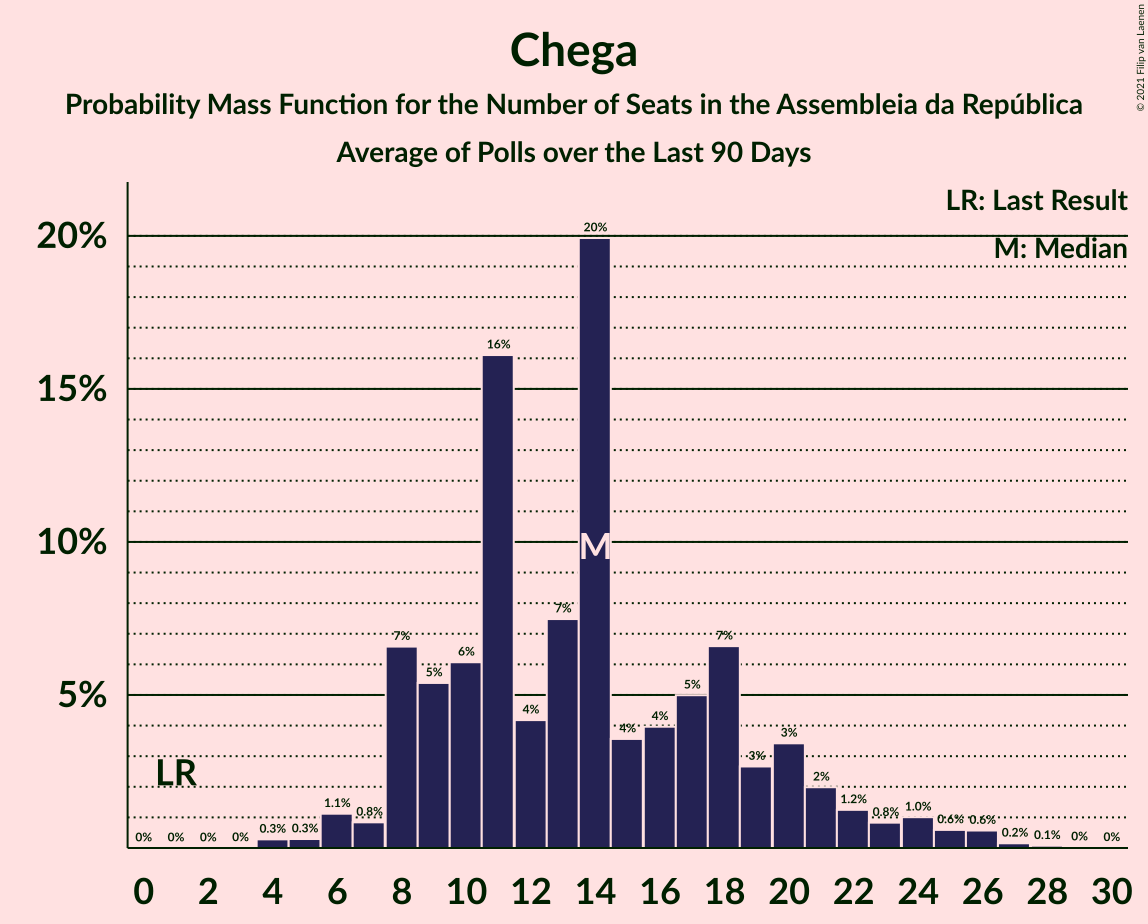 Chega
Probability Mass Function for the Number of Seats in the Assembleia da República
Average of Polls over the Last 90 Days
© 2021 Filip van Laenen
LR: Last Result
M: Median
20%
15%
10%
5%
0% 0% 0% 0% 0.3% 0.3% 1.1% 0.8% 7% 5% 6% 16% 4% 7% 20% 4% 4% 5% 7% 3% 3% 2% 1.2% 0.8% 1.0% 0.6% 0.6% 0.2% 0.1% 0% 0%
LR
M
0 2 4 6 8 10 12 14 16 18 20 22 24 26 28 30